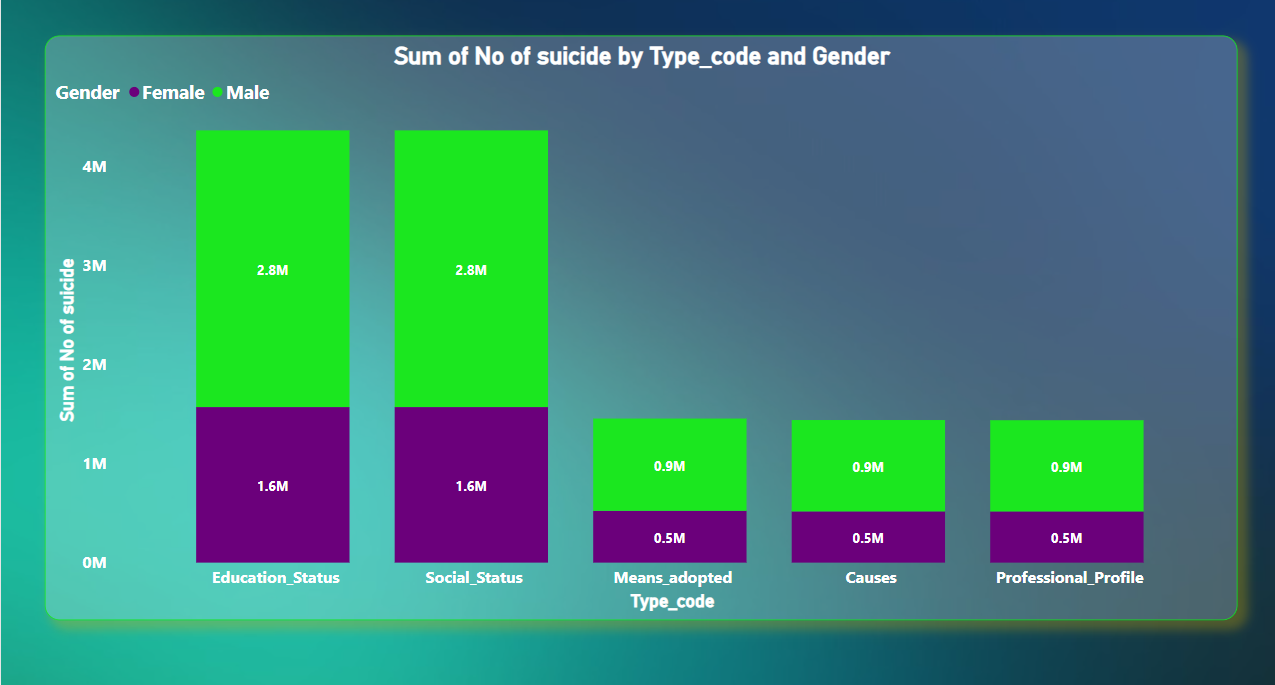 Sum of No of suicide by Type_code and Gender
Gender Female Male
4M
3M
2M
1M
0M
Sum of No of suicide
2.8M 2.8M
1.6M 1.6M
0.9M 0.9M 0.9M
0.5M 0.5M 0.5M
Education_Status Social_Status Means_adopted Causes Professional_Profile
Type_code